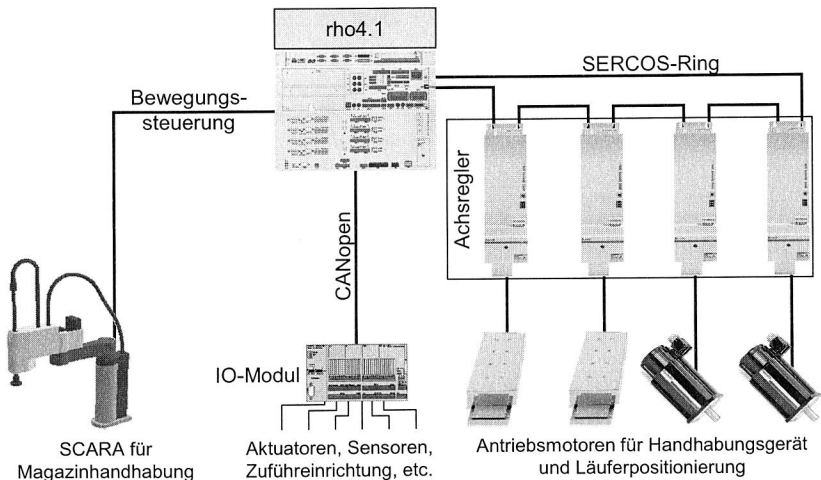 rho4.1
SERCOS-Ring
Bewegungs-
steuerung
Achsregler
CANopen
IO-Modul
SCARA für
Magazinhandhabung
Aktuatoren, Sensoren,
Zuführeinrichtung, etc.
Antriebsmotoren für Handhabungsgerät
und Läuferpositionierung